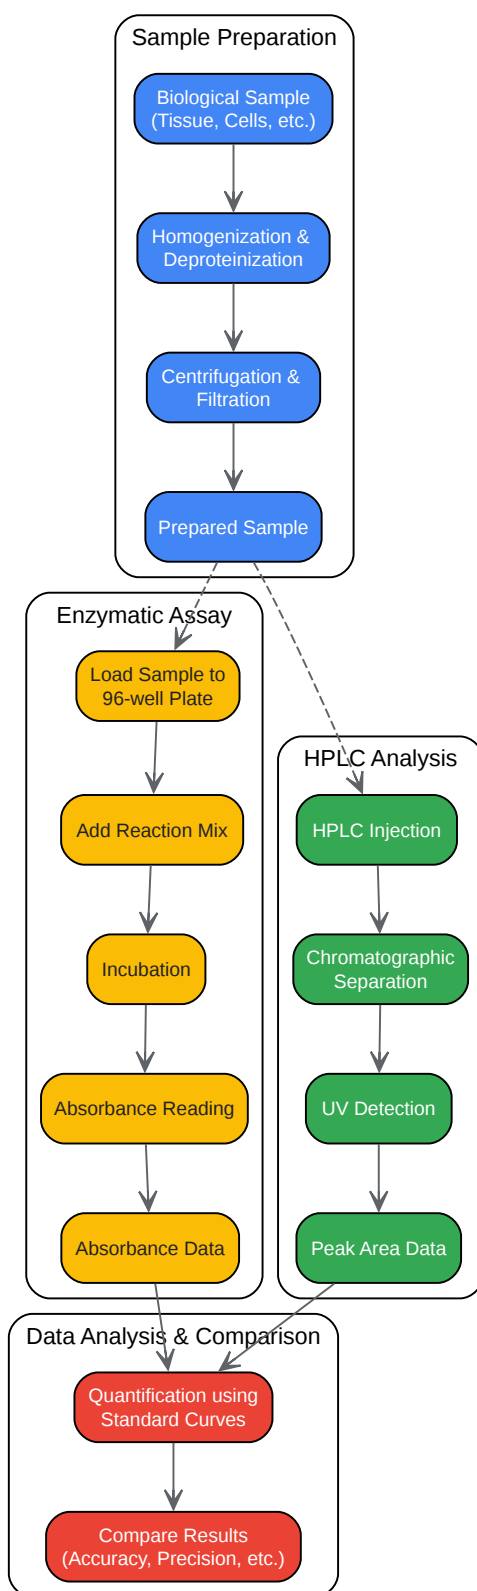 Sample Preparation
Biological Sample
(Tissue, Cells, etc.)
Homogenization &
Deproteinization
Centrifugation &
Filtration
Prepared Sample
Enzymatic Assay
Load Sample to
96-well Plate
Add Reaction Mix
Incubation
Absorbance Reading
Absorbance Data
HPLC Analysis
HPLC Injection
Chromatographic
Separation
UV Detection
Peak Area Data
Data Analysis & Comparison
Quantification using
Standard Curves
Compare Results
(Accuracy, Precision, etc.)